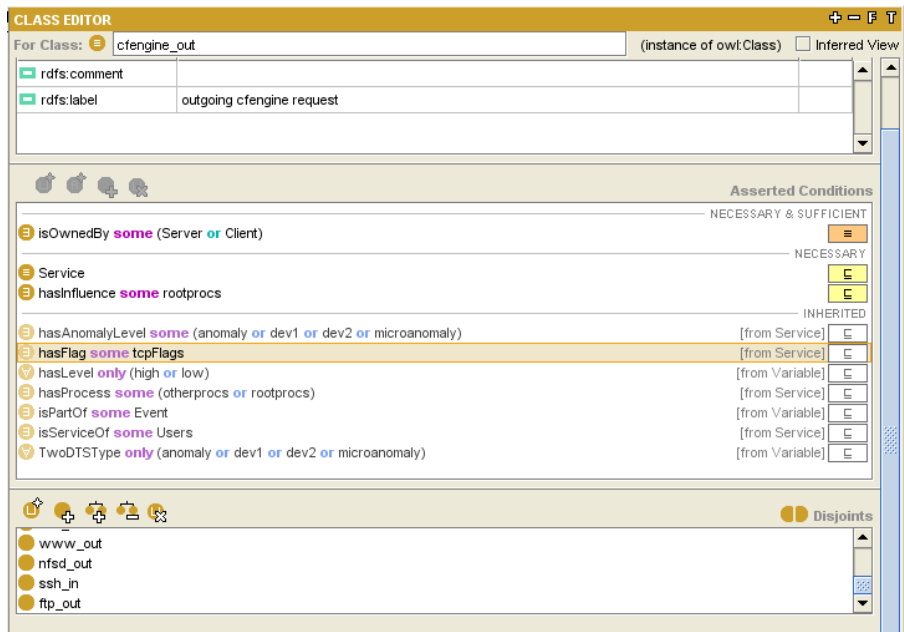 CLASS EDITOR
For Class: cfengine_out (instance of owl:Class) Inferred View
rdfs:comment
rdfs:label outgoing cfengine request
Asserted Conditions
NECESSARY & SUFFICIENT
isOwnedBy some (Server or Client)
NECESSARY
Service
hasInfluence some rootprocs
INHERITED
hasAnomalyLevel some (anomaly or dev1 or dev2 or microanomaly) [from Service]
hasFlag some tcpFlags [from Service]
hasLevel only (high or low) [from Variable]
hasProcess some (otherprocs or rootprocs) [from Service]
isPartOf some Event [from Variable]
isServiceOf some Users [from Service]
TwoDTSType only (anomaly or dev1 or dev2 or microanomaly) [from Variable]
Disjoints
www_out
nfsd_out
ssh_in
ftp_out